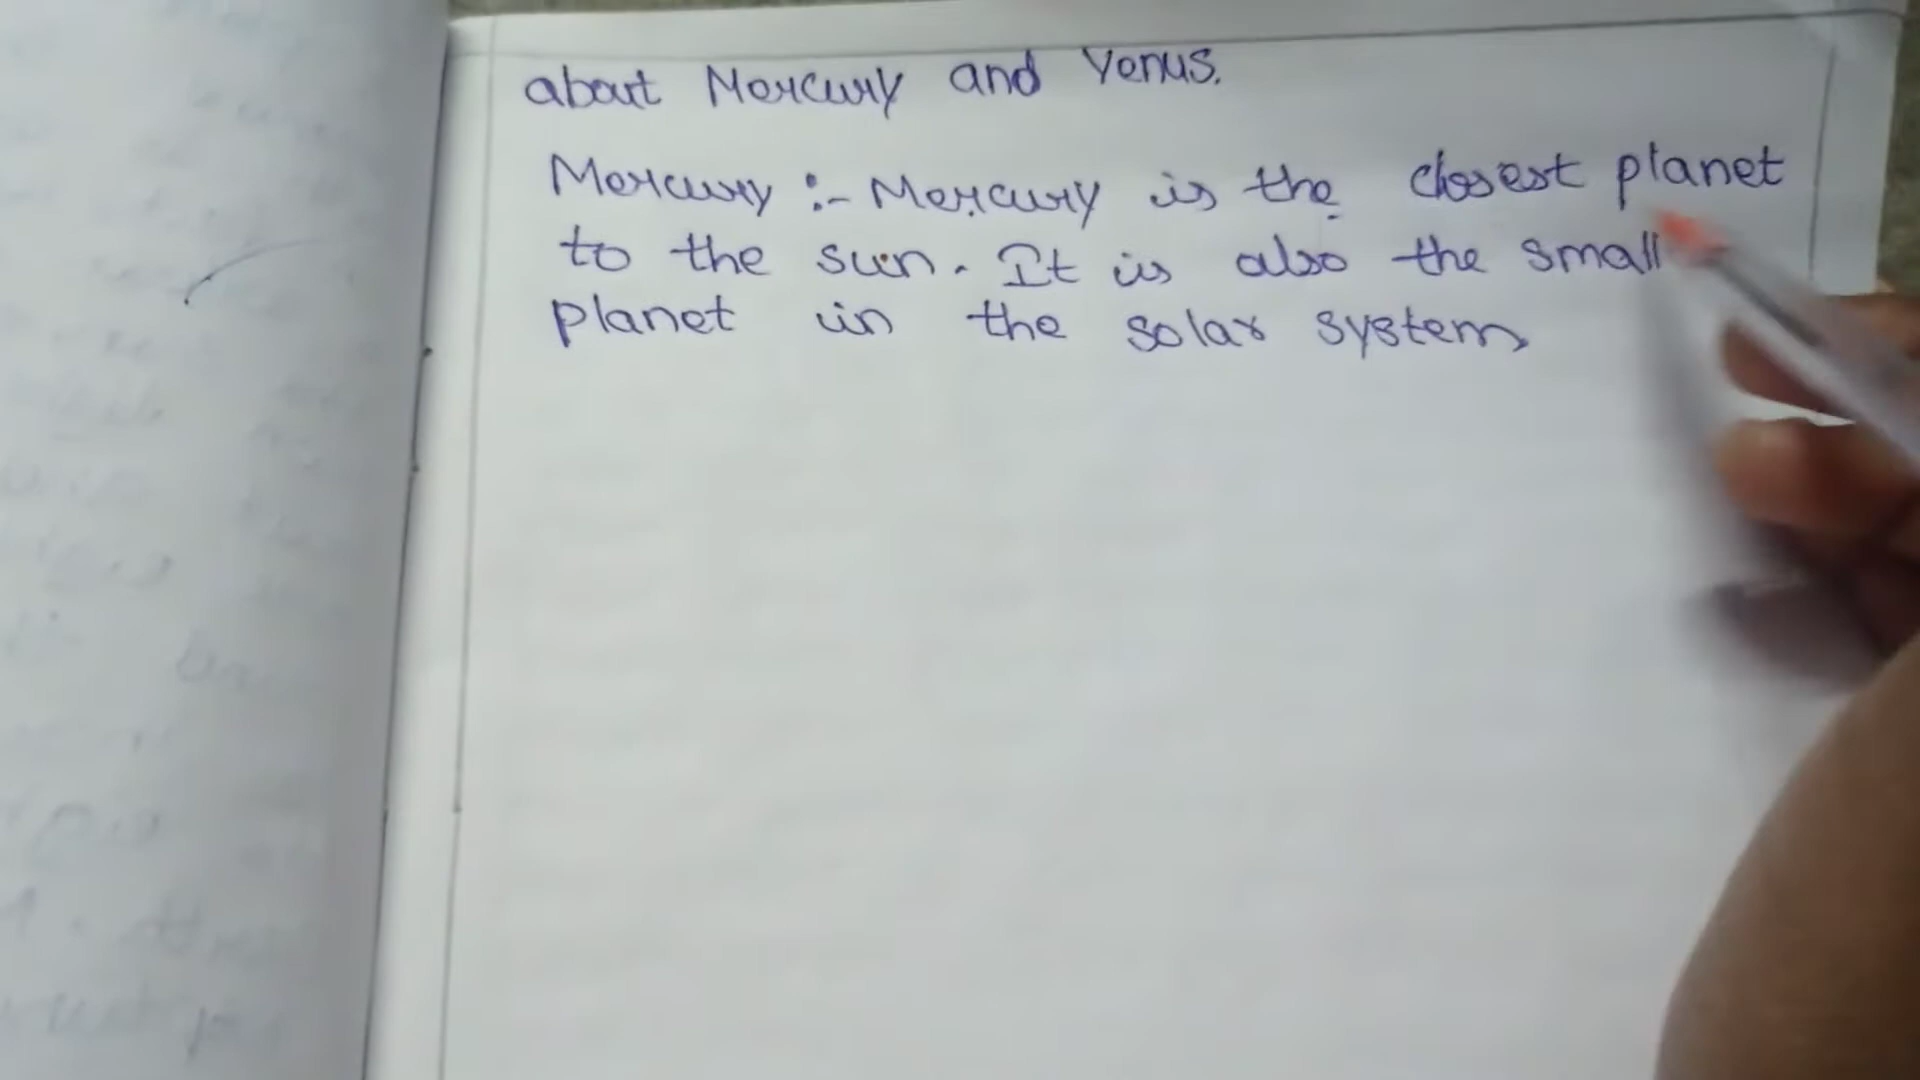 about Mercury and Venus.
Mercury :- Mercury is the closest planet
to the sun. It is also the small
planet in the solar system